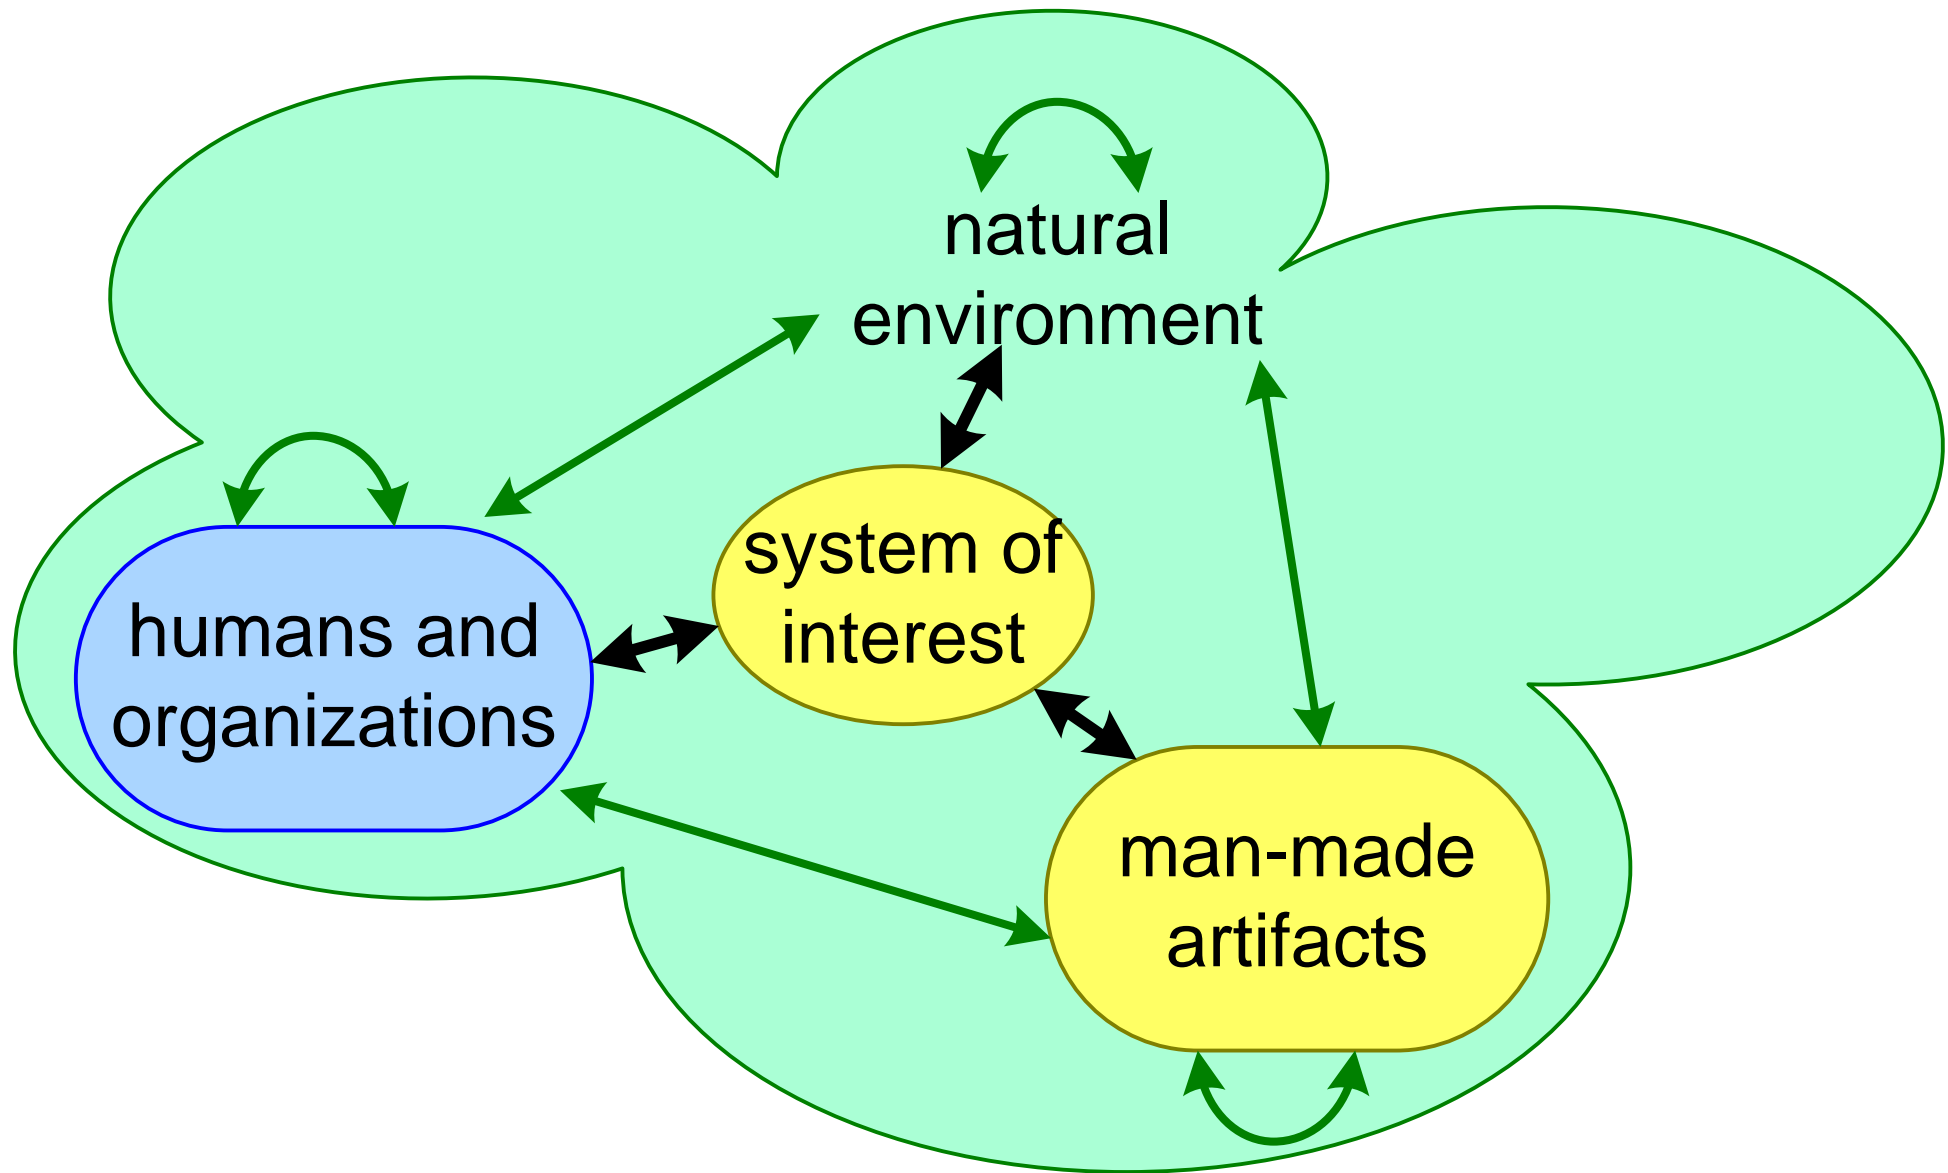 natural
environment
system of
interest
humans and
organizations
man-made
artifacts